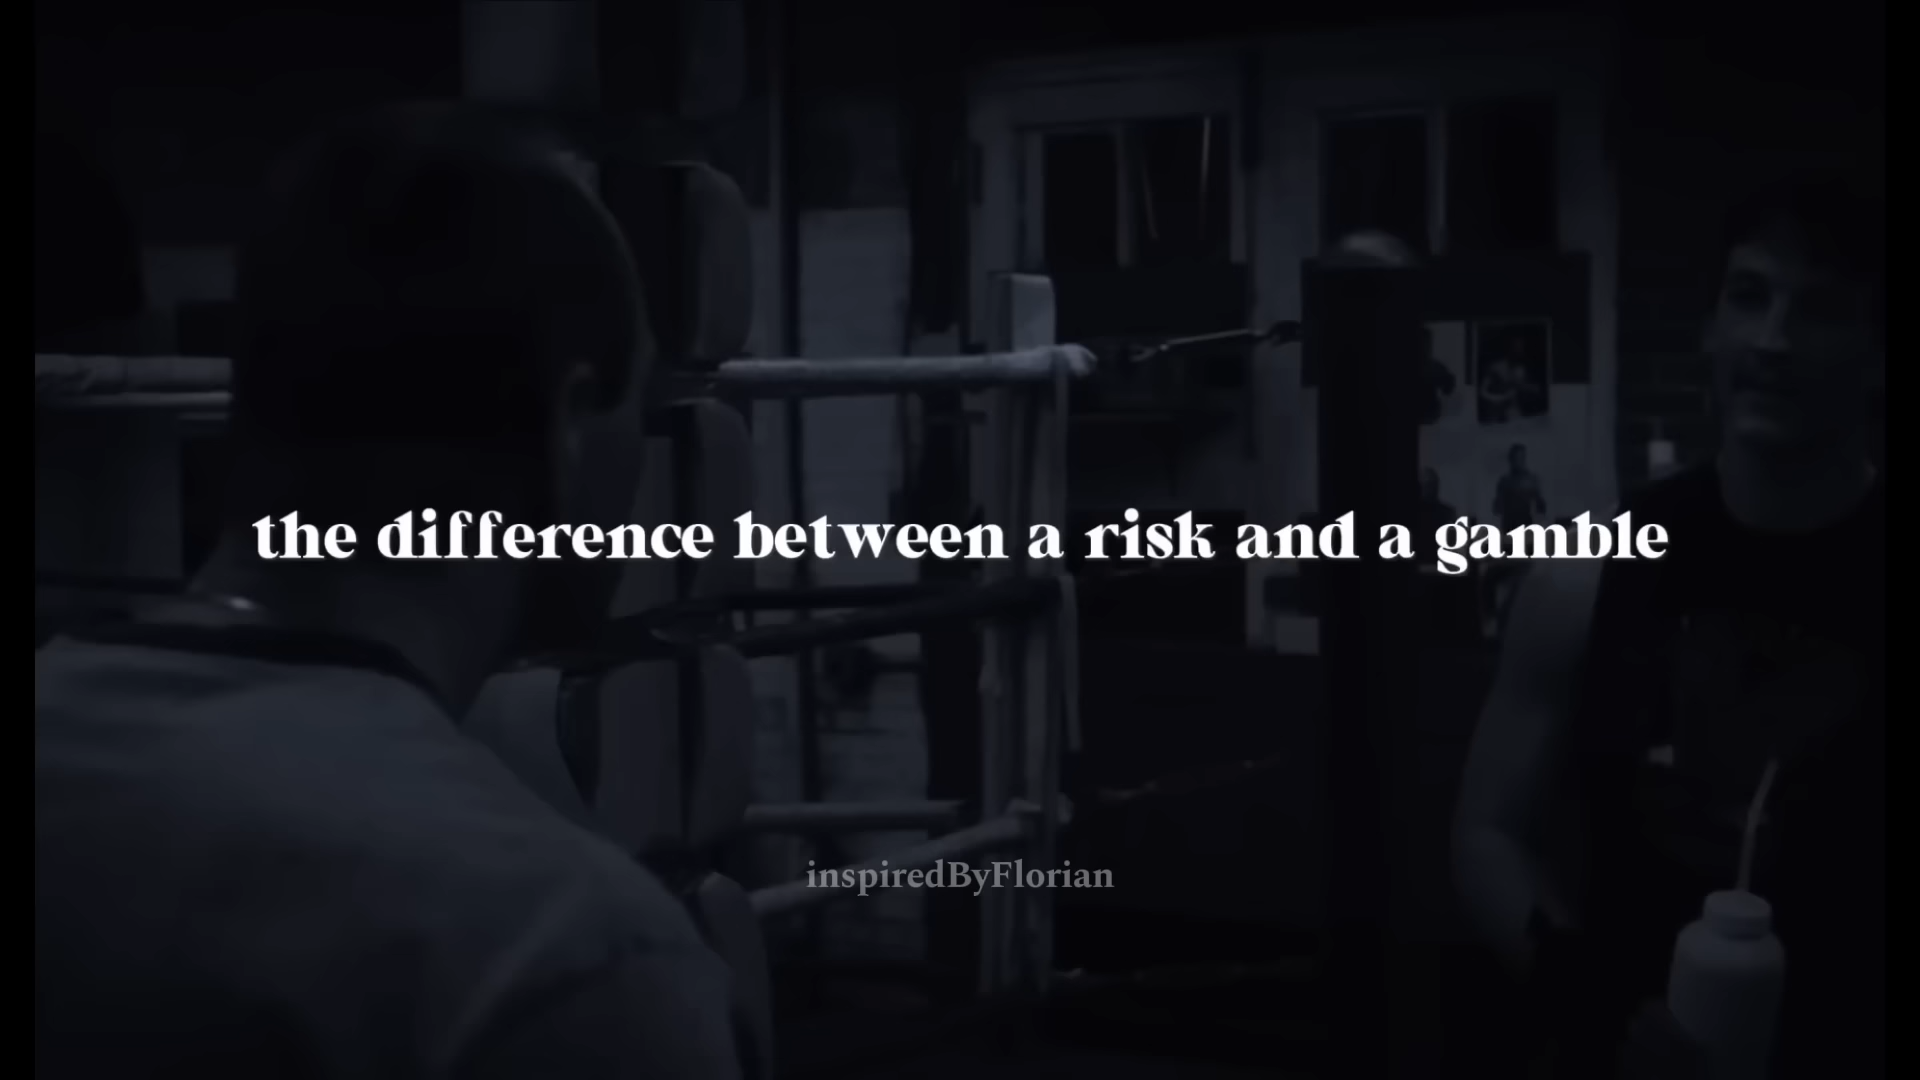 the difference between a risk and a gamble
inspiredByFlorian